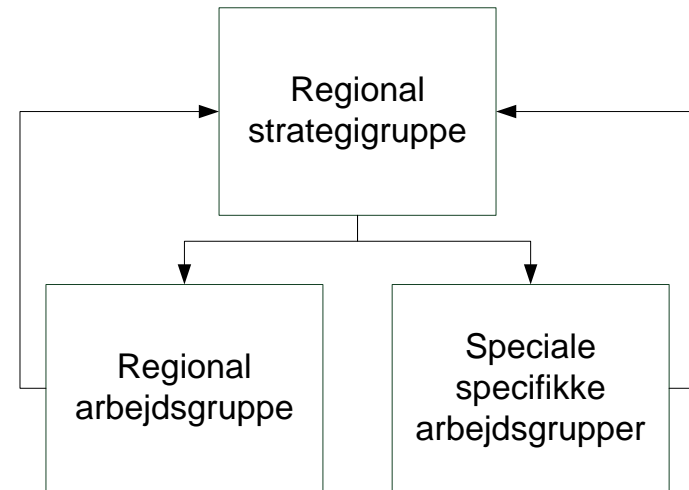 Regional
strategigruppe
Regional
arbejdsgruppe
Speciale
specifikke
arbejdsgrupper